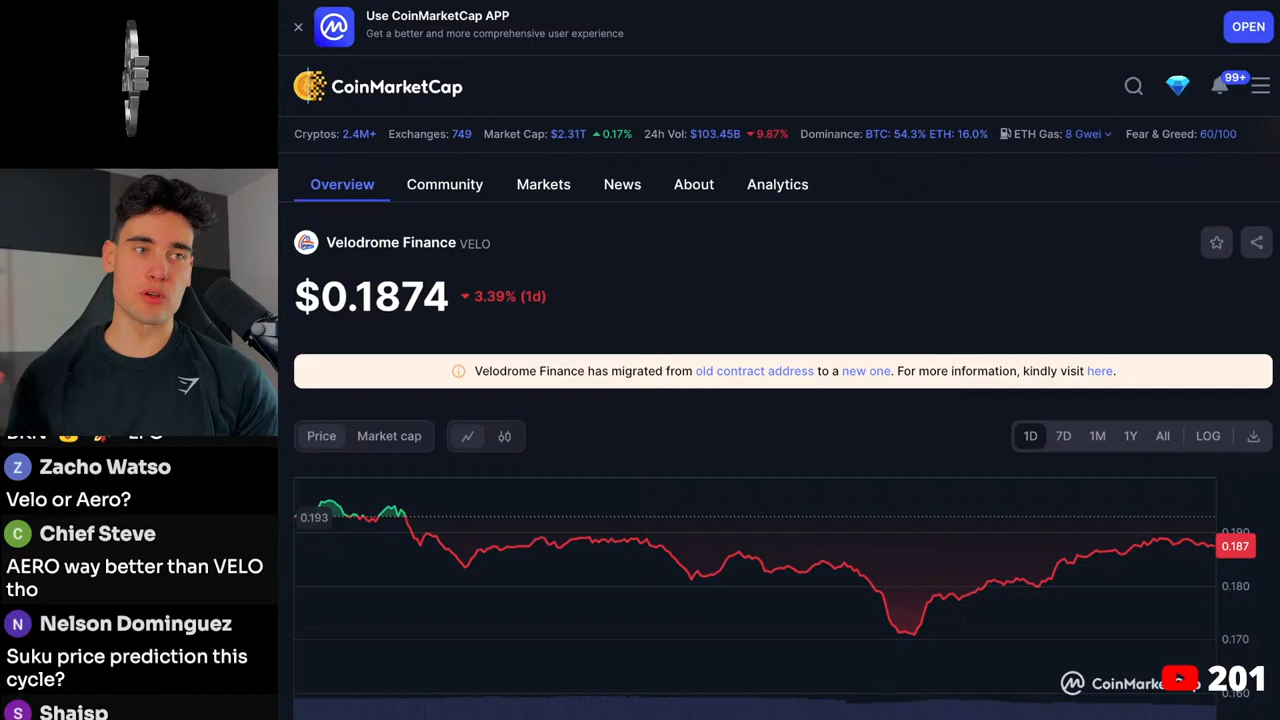 Use CoinMarketCap APP
Get a better and more comprehensive user experience
OPEN
CoinMarketCap
99+
Cryptos: 2.4M+ Exchanges: 749 Market Cap: $2.31T 0.17% 24h Vol: $103.45B 9.87% Dominance: BTC: 54.3% ETH: 16.0% ETH Gas: 8 Gwei Fear & Greed: 60/100
Overview Community Markets News About Analytics
Velodrome Finance VELO
$0.1874 3.39% (1d)
Velodrome Finance has migrated from old contract address to a new one. For more information, kindly visit here.
Price Market cap 1D 7D 1M 1Y All LOG
0.193
0.190
0.187
0.180
0.170
0.160
CoinMarketCap
201
Z Zacho Watso
Velo or Aero?
C Chief Steve
AERO way better than VELO
tho
N Nelson Dominguez
Suku price prediction this
cycle?
S Shaisp